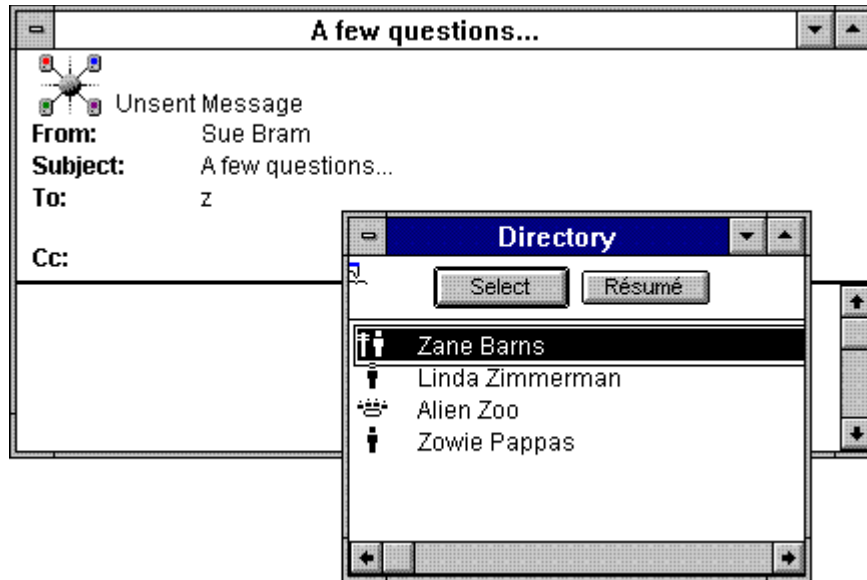 A few questions...
Unsent Message
From: Sue Bram
Subject: A few questions...
To: z
Cc:
Directory
Select Résumé
Zane Barns
Linda Zimmerman
Alien Zoo
Zowie Pappas